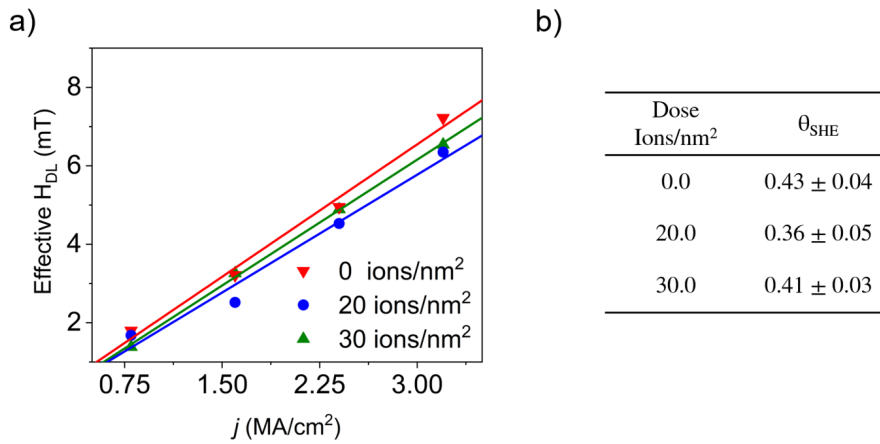 a)
8
6
4
2
Effective H_DL (mT)
0 ions/nm²
20 ions/nm²
30 ions/nm²
0.75 1.50 2.25 3.00
j (MA/cm²)
b)
Dose
Ions/nm² θ_SHE
0.0 0.43 ± 0.04
20.0 0.36 ± 0.05
30.0 0.41 ± 0.03